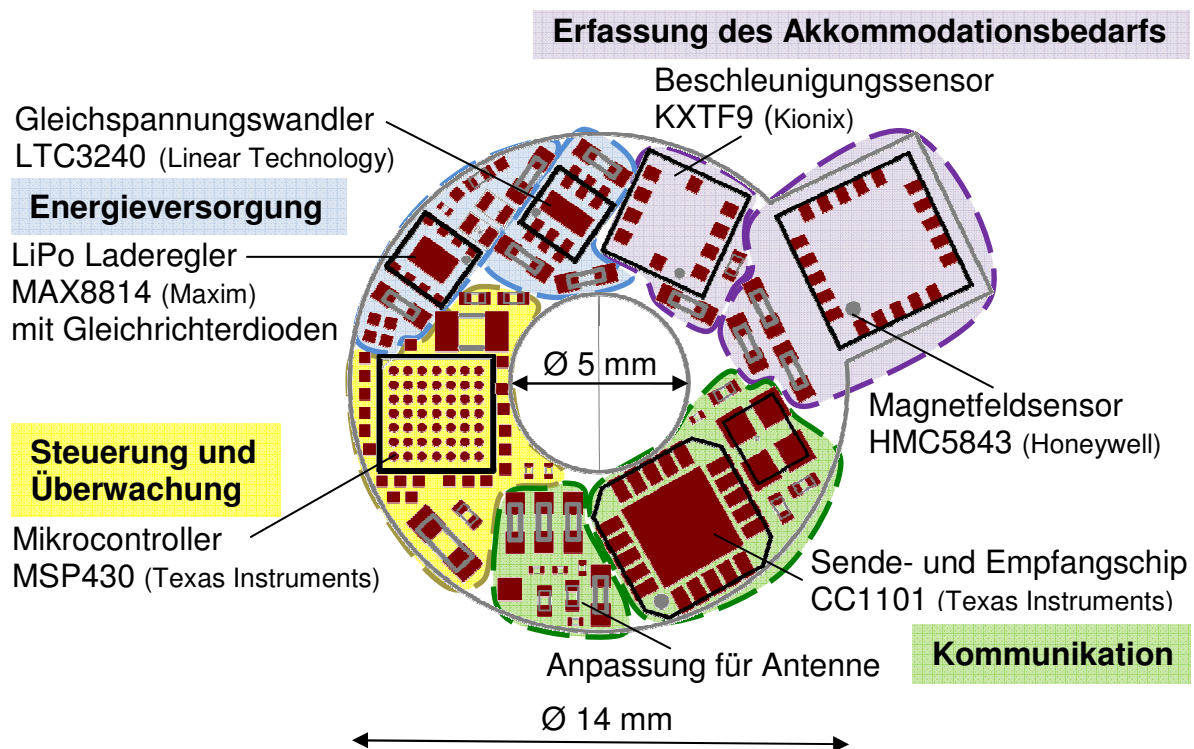 Erfassung des Akkommodationsbedarfs
Beschleunigungssensor
KXTF9 (Kionix)
Gleichspannungswandler
LTC3240 (Linear Technology)
Energieversorgung
LiPo Laderegler
MAX8814 (Maxim)
mit Gleichrichterdioden
Ø 5 mm
Magnetfeldsensor
HMC5843 (Honeywell)
Steuerung und
Überwachung
Mikrocontroller
MSP430 (Texas Instruments)
Sende- und Empfangschip
CC1101 (Texas Instruments)
Anpassung für Antenne
Kommunikation
Ø 14 mm